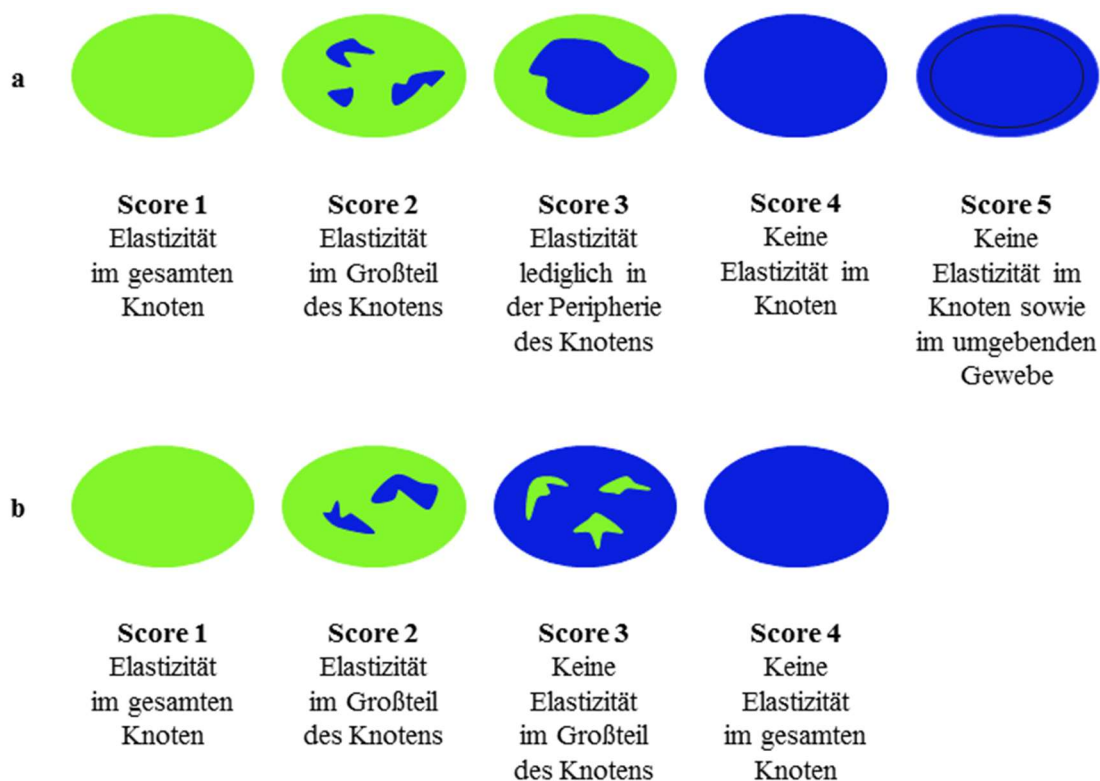 a
Score 1
Elastizität
im gesamten
Knoten
Score 2
Elastizität
im Großteil
des Knotens
Score 3
Elastizität
lediglich in
der Peripherie
des Knotens
Score 4
Keine
Elastizität im
Knoten
Score 5
Keine
Elastizität im
Knoten sowie
im umgebenden
Gewebe
b
Score 1
Elastizität
im gesamten
Knoten
Score 2
Elastizität
im Großteil
des Knotens
Score 3
Keine
Elastizität
im Großteil
des Knotens
Score 4
Keine
Elastizität
im gesamten
Knoten